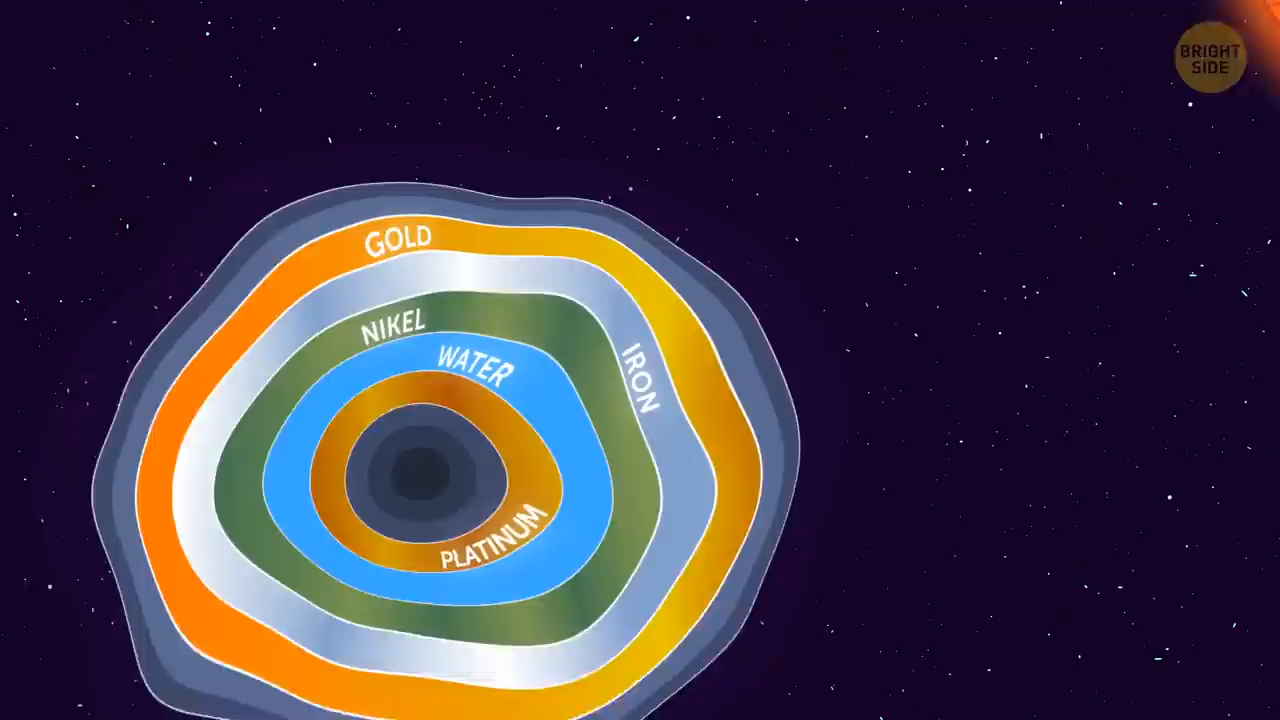 BRIGHT
SIDE
GOLD
NIKEL
WATER
IRON
PLATINUM